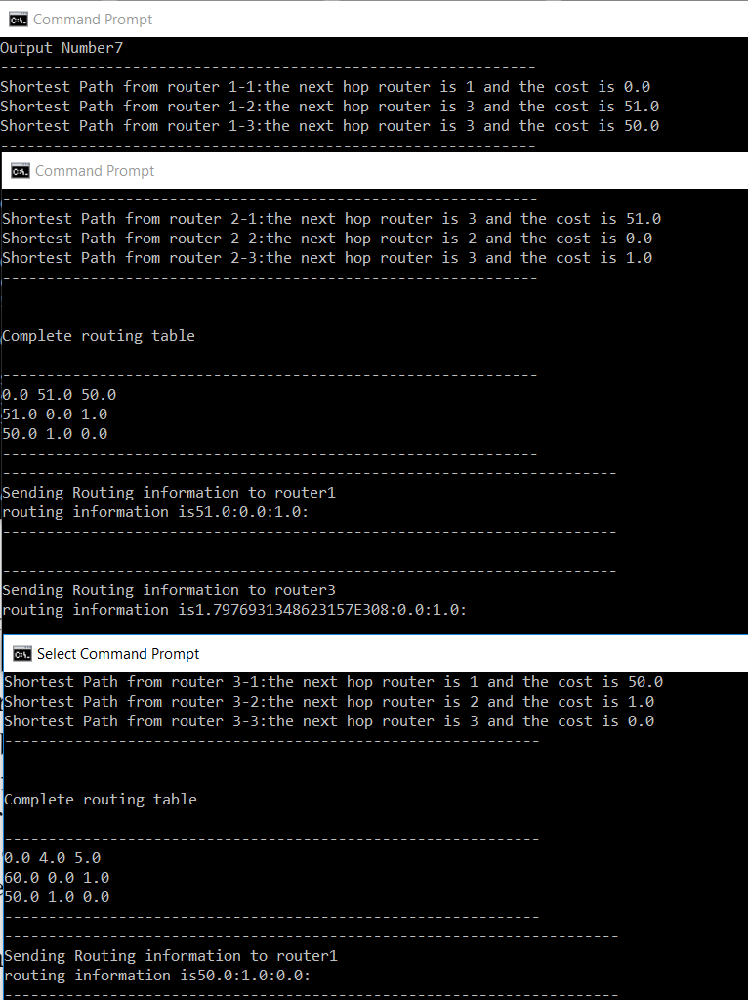 Command Prompt
Output Number7
-------------------------------------------------------------
Shortest Path from router 1-1:the next hop router is 1 and the cost is 0.0
Shortest Path from router 1-2:the next hop router is 3 and the cost is 51.0
Shortest Path from router 1-3:the next hop router is 3 and the cost is 50.0
-------------------------------------------------------------
Command Prompt
-------------------------------------------------------------
Shortest Path from router 2-1:the next hop router is 3 and the cost is 51.0
Shortest Path from router 2-2:the next hop router is 2 and the cost is 0.0
Shortest Path from router 2-3:the next hop router is 3 and the cost is 1.0
-------------------------------------------------------------
Complete routing table
-------------------------------------------------------------
0.0 51.0 50.0
51.0 0.0 1.0
50.0 1.0 0.0
-------------------------------------------------------------
----------------------------------------------------------------------
Sending Routing information to router1
routing information is51.0:0.0:1.0:
----------------------------------------------------------------------
----------------------------------------------------------------------
Sending Routing information to router3
routing information is1.7976931348623157E308:0.0:1.0:
----------------------------------------------------------------------
Select Command Prompt
Shortest Path from router 3-1:the next hop router is 1 and the cost is 50.0
Shortest Path from router 3-2:the next hop router is 2 and the cost is 1.0
Shortest Path from router 3-3:the next hop router is 3 and the cost is 0.0
-------------------------------------------------------------
Complete routing table
-------------------------------------------------------------
0.0 4.0 5.0
60.0 0.0 1.0
50.0 1.0 0.0
-------------------------------------------------------------
----------------------------------------------------------------------
Sending Routing information to router1
routing information is50.0:1.0:0.0:
----------------------------------------------------------------------